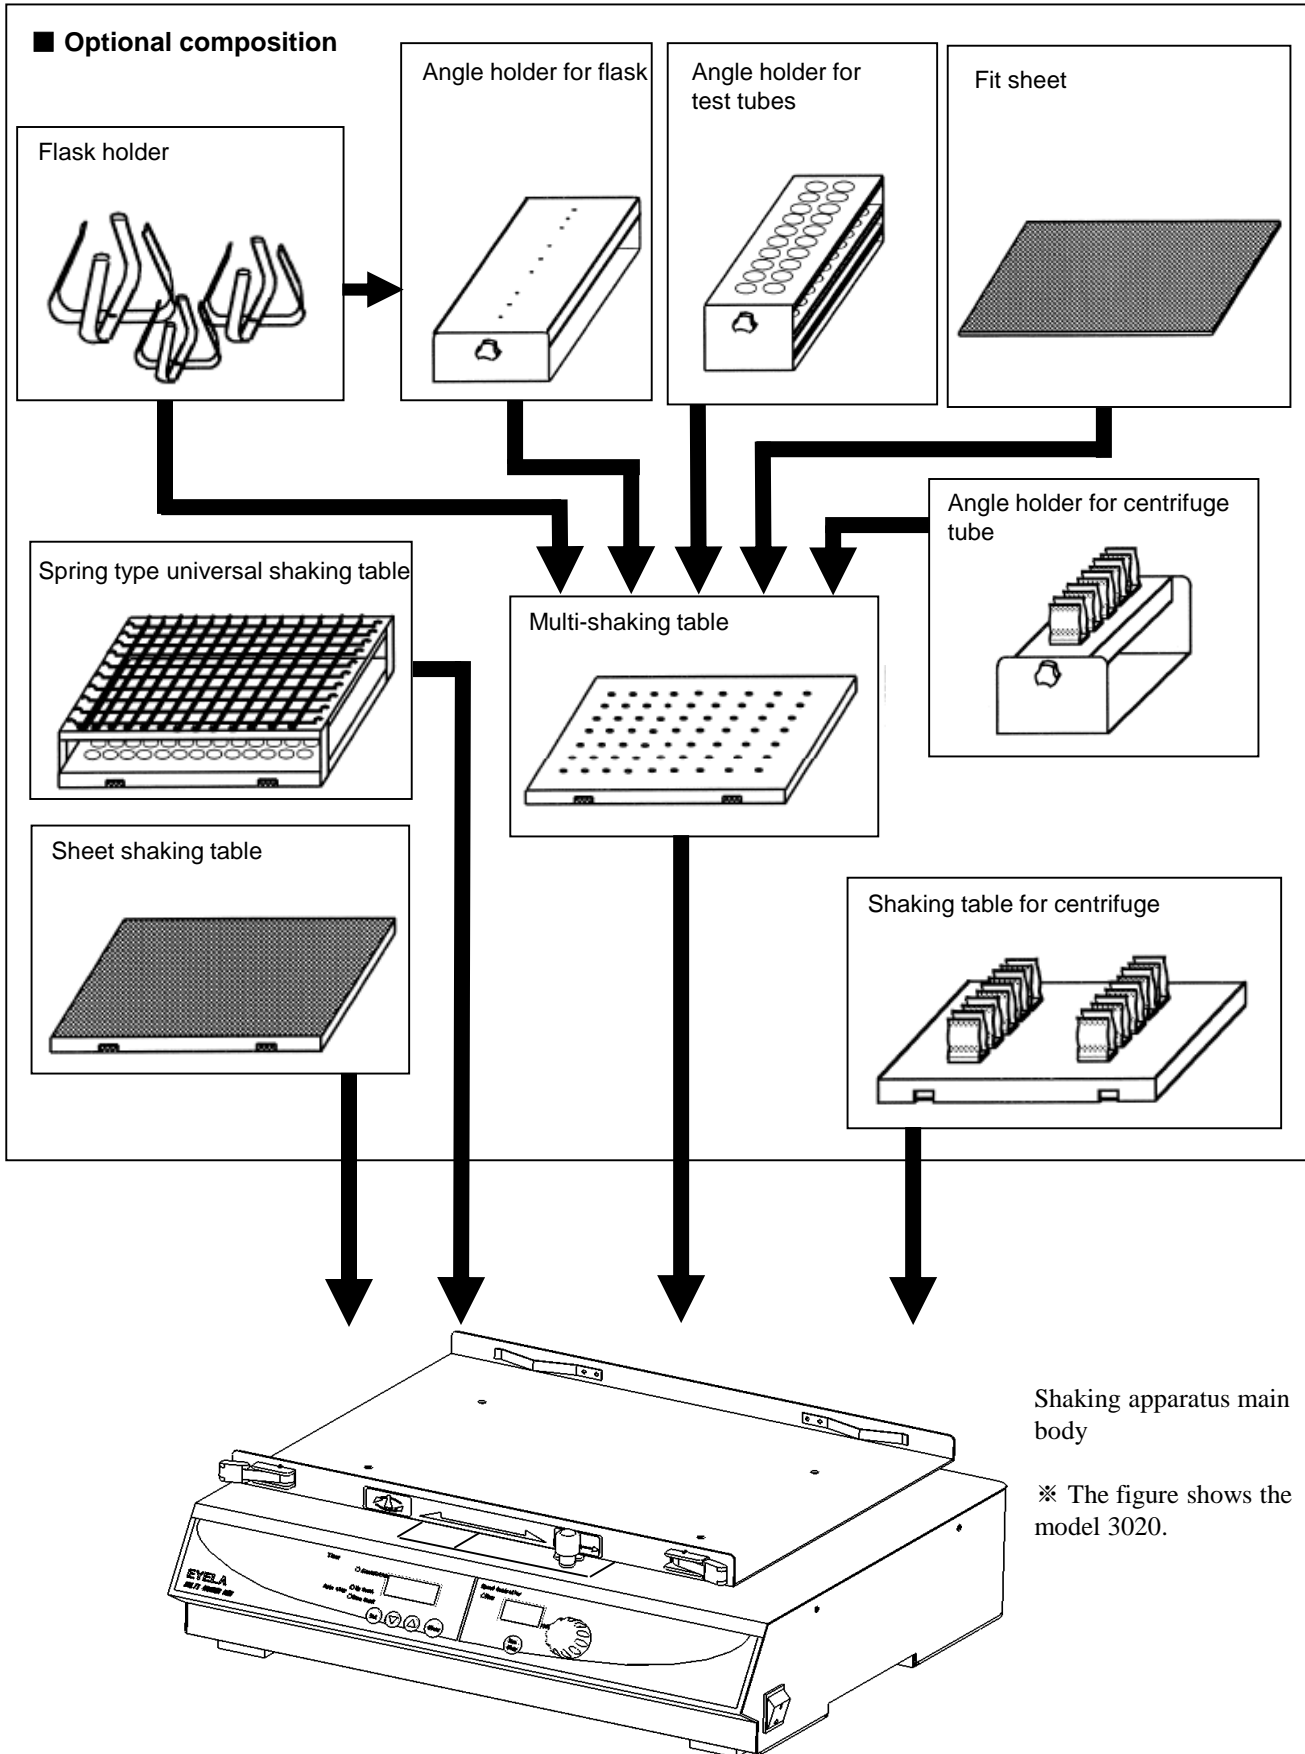 ■ Optional composition
Angle holder for flask
Angle holder for
test tubes
Fit sheet
Flask holder
Angle holder for centrifuge
tube
Spring type universal shaking table
Multi-shaking table
Sheet shaking table
Shaking table for centrifuge
Shaking apparatus main
body
※ The figure shows the
model 3020.
EYELA